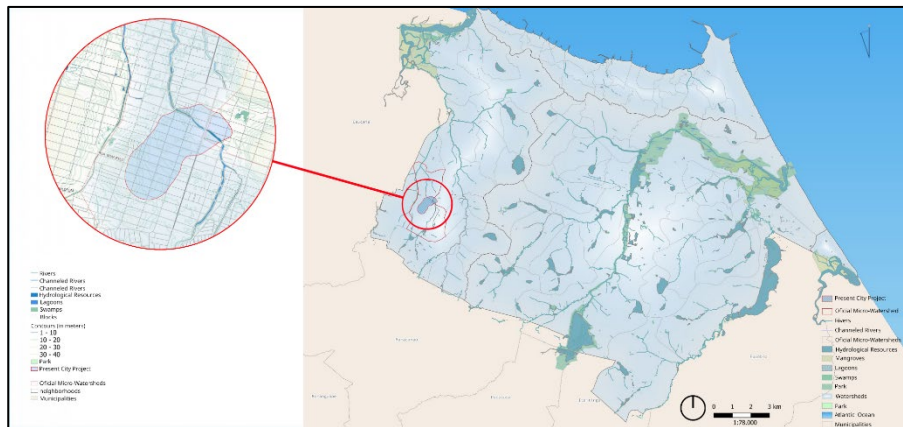 Rivers
Channeled Rivers
Channeled Rivers
Hydrological Resources
Lagoons
Swamps
Blocks
Contours (in meters)
1 - 10
10 - 20
20 - 30
30 - 40
Park
Present City Project
Oficial Micro-Watersheds
neighborhoods
Municipalities
Present City Project
Oficial Micro-Watershed
Rivers
Channeled Rivers
Oficial Micro-Watersheds
Hydrological Resources
Mangroves
Lagoons
Swamps
Park
Watersheds
Park
Atlantic Ocean
Municipalities
0 1 2 3 km
1:78.000